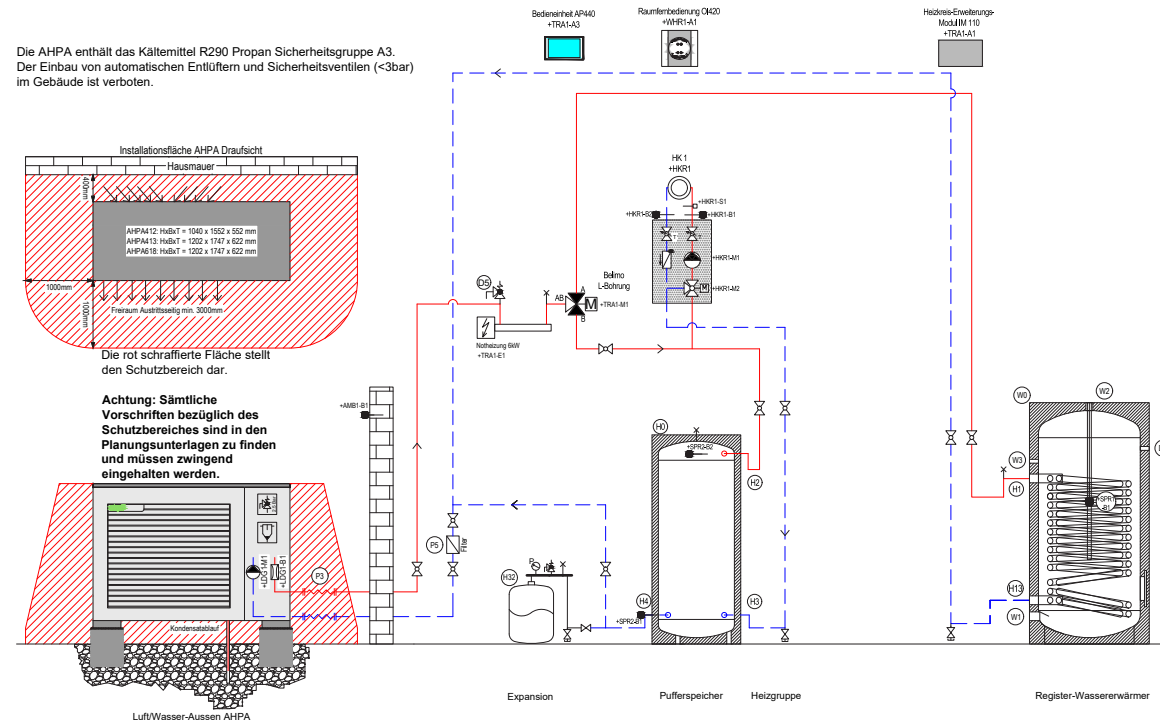 Bedieneinheit AP440
+TRA1-A3
Raumfernbedienung OI420
+WHR1-A1
Heizkreis-Erweiterungs-
Modul IM 110
+TRA1-A1
Die AHPA enthält das Kältemittel R290 Propan Sicherheitsgruppe A3.
Der Einbau von automatischen Entlüftern und Sicherheitsventilen (<3bar)
im Gebäude ist verboten.
Installationsfläche AHPA Draufsicht
Hausmauer
400mm
AHPA412: HxBxT = 1040 x 1552 x 552 mm
AHPA413: HxBxT = 1202 x 1747 x 622 mm
AHPA618: HxBxT = 1202 x 1747 x 622 mm
1000mm
1000mm
Freiraum Austrittsseitig min. 3000mm
Die rot schraffierte Fläche stellt
den Schutzbereich dar.
Achtung: Sämtliche
Vorschriften bezüglich des
Schutzbereiches sind in den
Planungsunterlagen zu finden
und müssen zwingend
eingehalten werden.
HK 1
+HKR1
+HKR1-S1
+HKR1-B2
+HKR1-B1
T
T
+HKR1-M1
M
+HKR1-M2
D5
AB
A
B
M
Belimo
L-Bohrung
+TRA1-M1
Notheizung 6kW
+TRA1-E1
+AMB1-B1
H0
+SPR2-B2
H2
H4
H3
+SPR2-B1
W0
W2
W3
H1
+SPR1
-B1
H13
W1
P5
Filter
P3
H32
+LDG1-M1
+LDG1-B1
Kondensatablauf
Luft/Wasser-Aussen AHPA
Expansion
Pufferspeicher
Heizgruppe
Register-Wassererwärmer